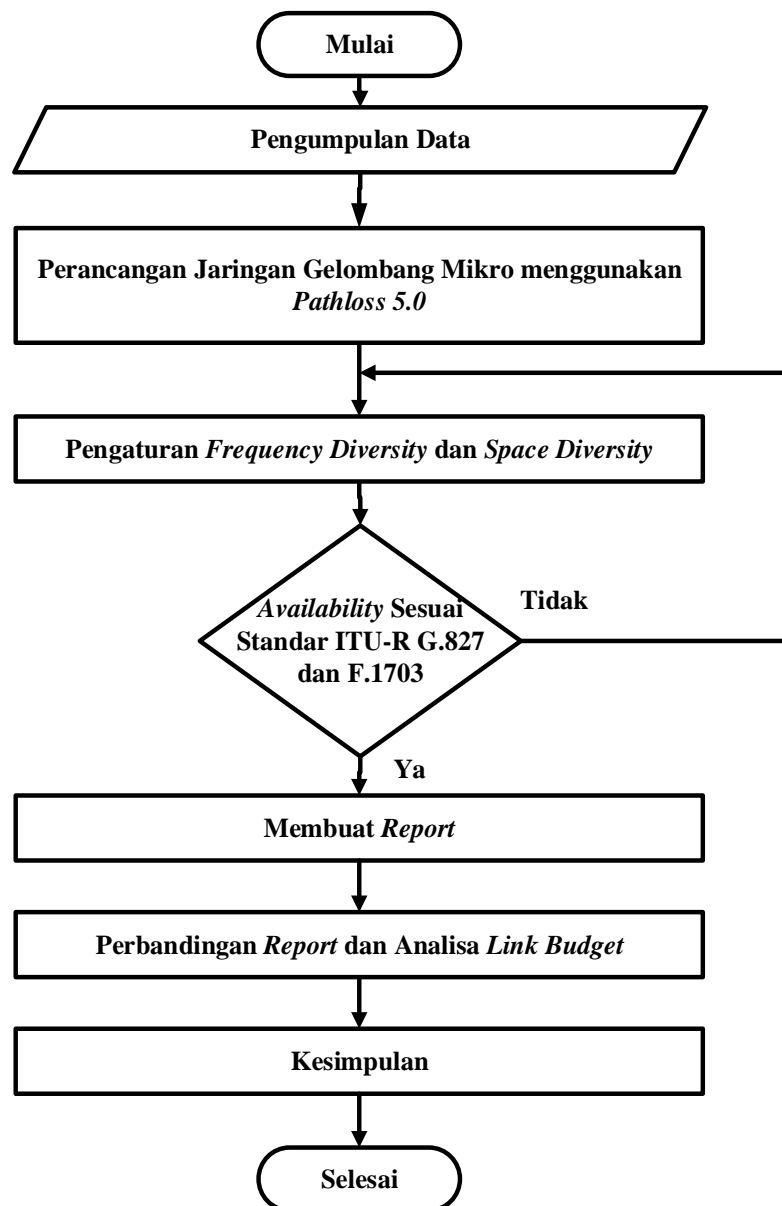 Mulai
Pengumpulan Data
Perancangan Jaringan Gelombang Mikro menggunakan
Pathloss 5.0
Pengaturan Frequency Diversity dan Space Diversity
Availability Sesuai
Standar ITU-R G.827
dan F.1703
Tidak
Ya
Membuat Report
Perbandingan Report dan Analisa Link Budget
Kesimpulan
Selesai